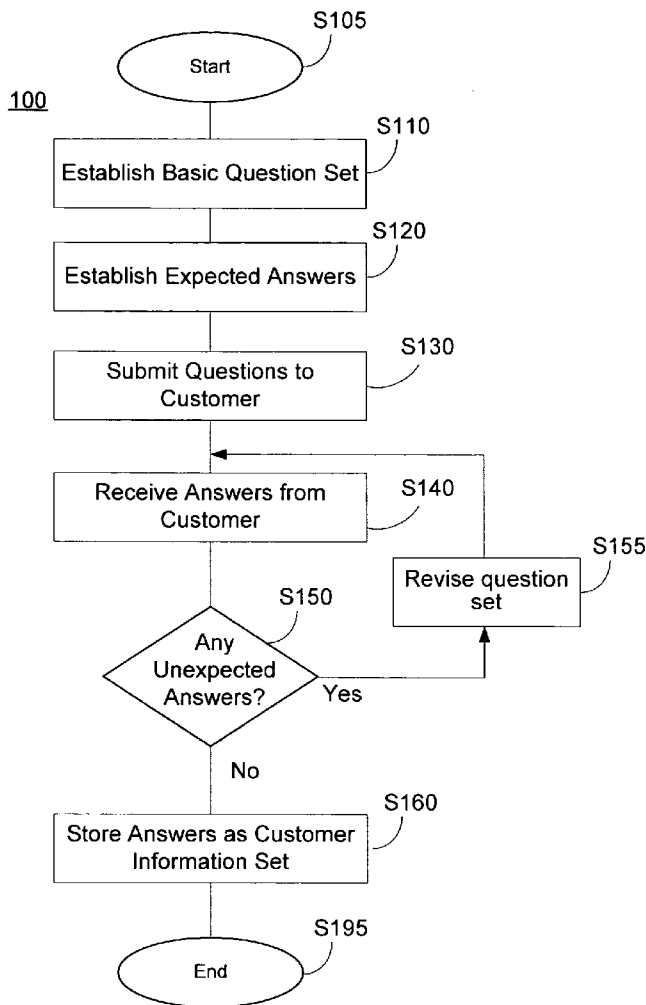 S105
Start
100
S110
Establish Basic Question Set
S120
Establish Expected Answers
S130
Submit Questions to
Customer
S140
Receive Answers from
Customer
S155
Revise question
set
S150
Any
Unexpected
Answers?
Yes
No
S160
Store Answers as Customer
Information Set
S195
End